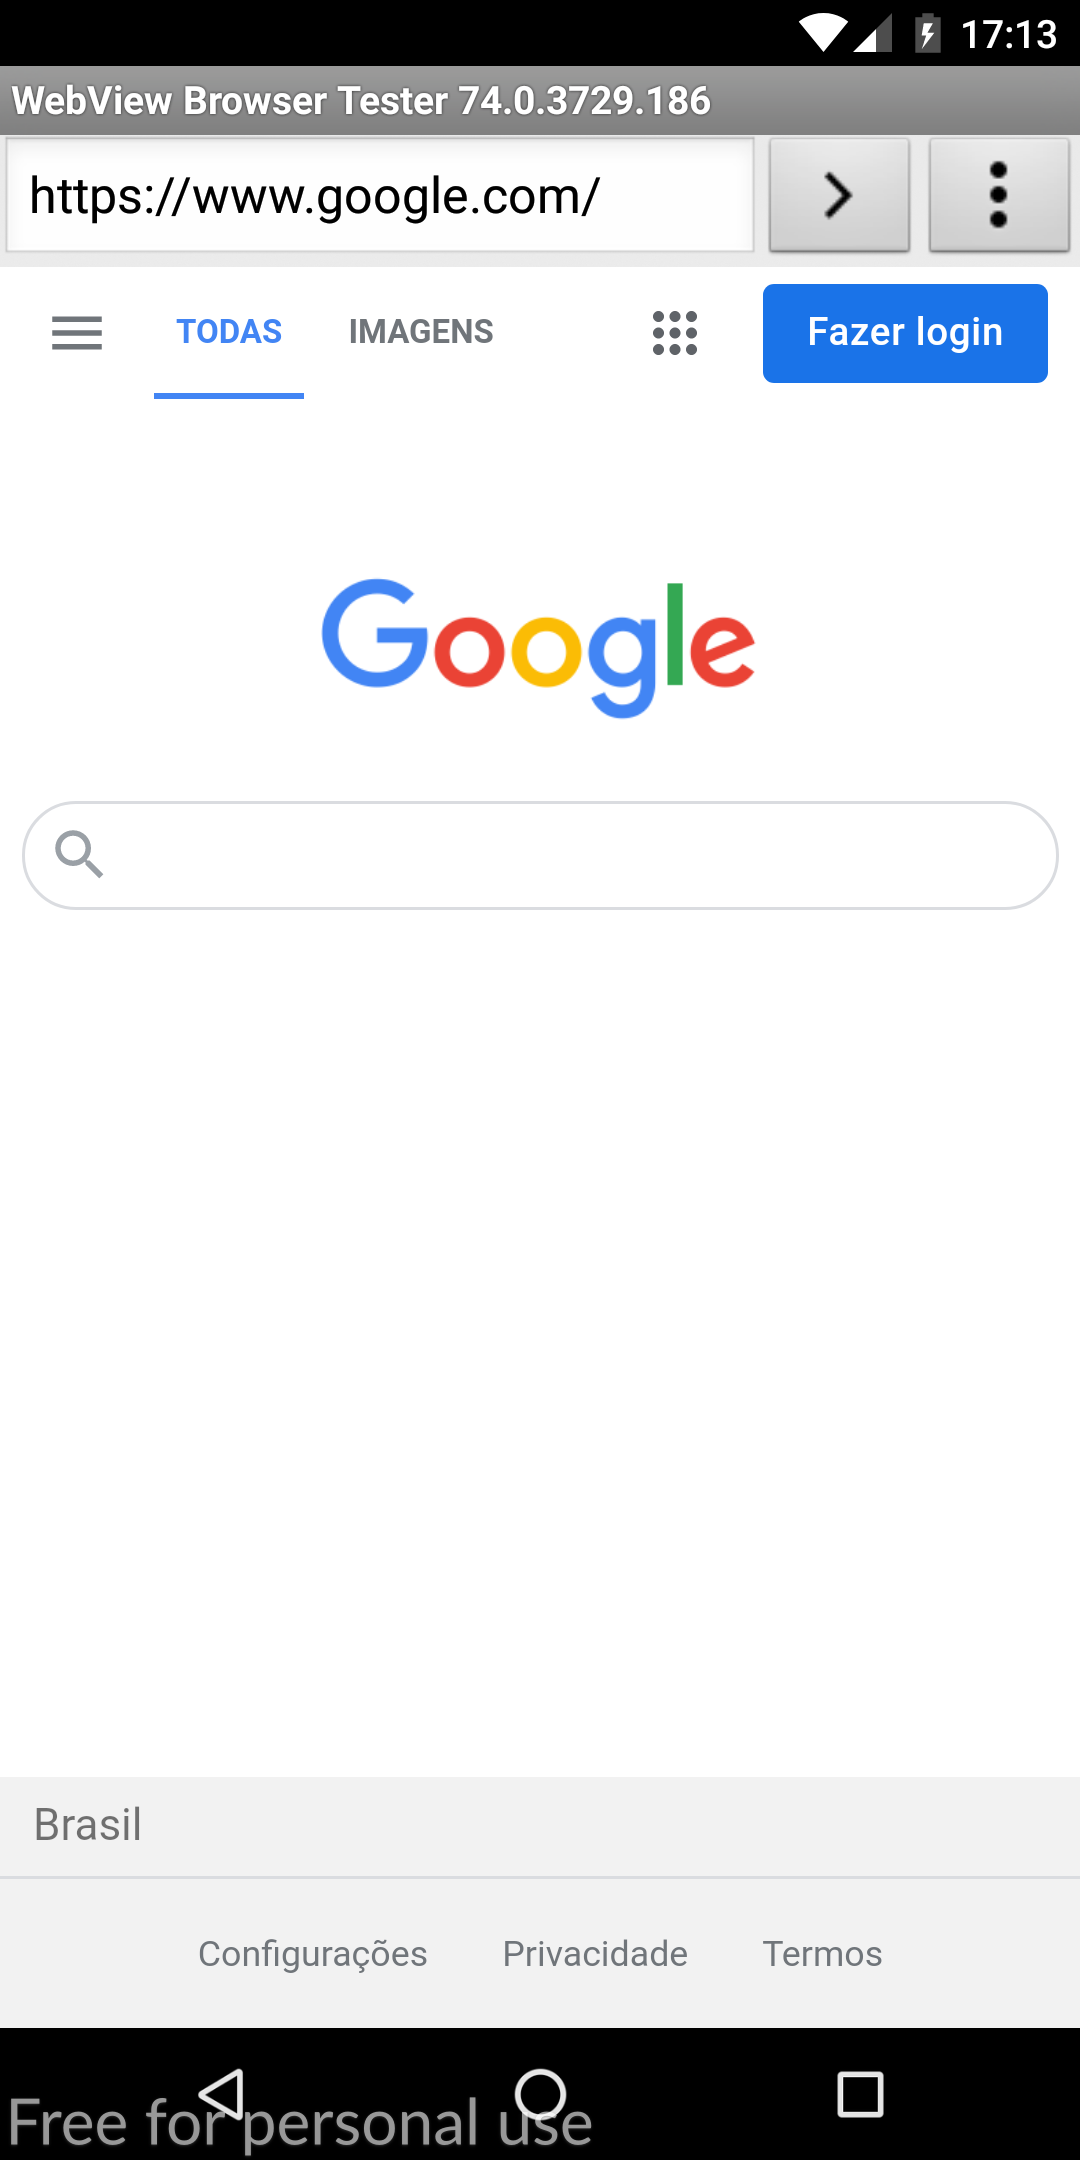 17:13
WebView Browser Tester 74.0.3729.186
https://www.google.com/
TODAS IMAGENS Fazer login
Google
Brasil
Configurações Privacidade Termos
Free for personal use